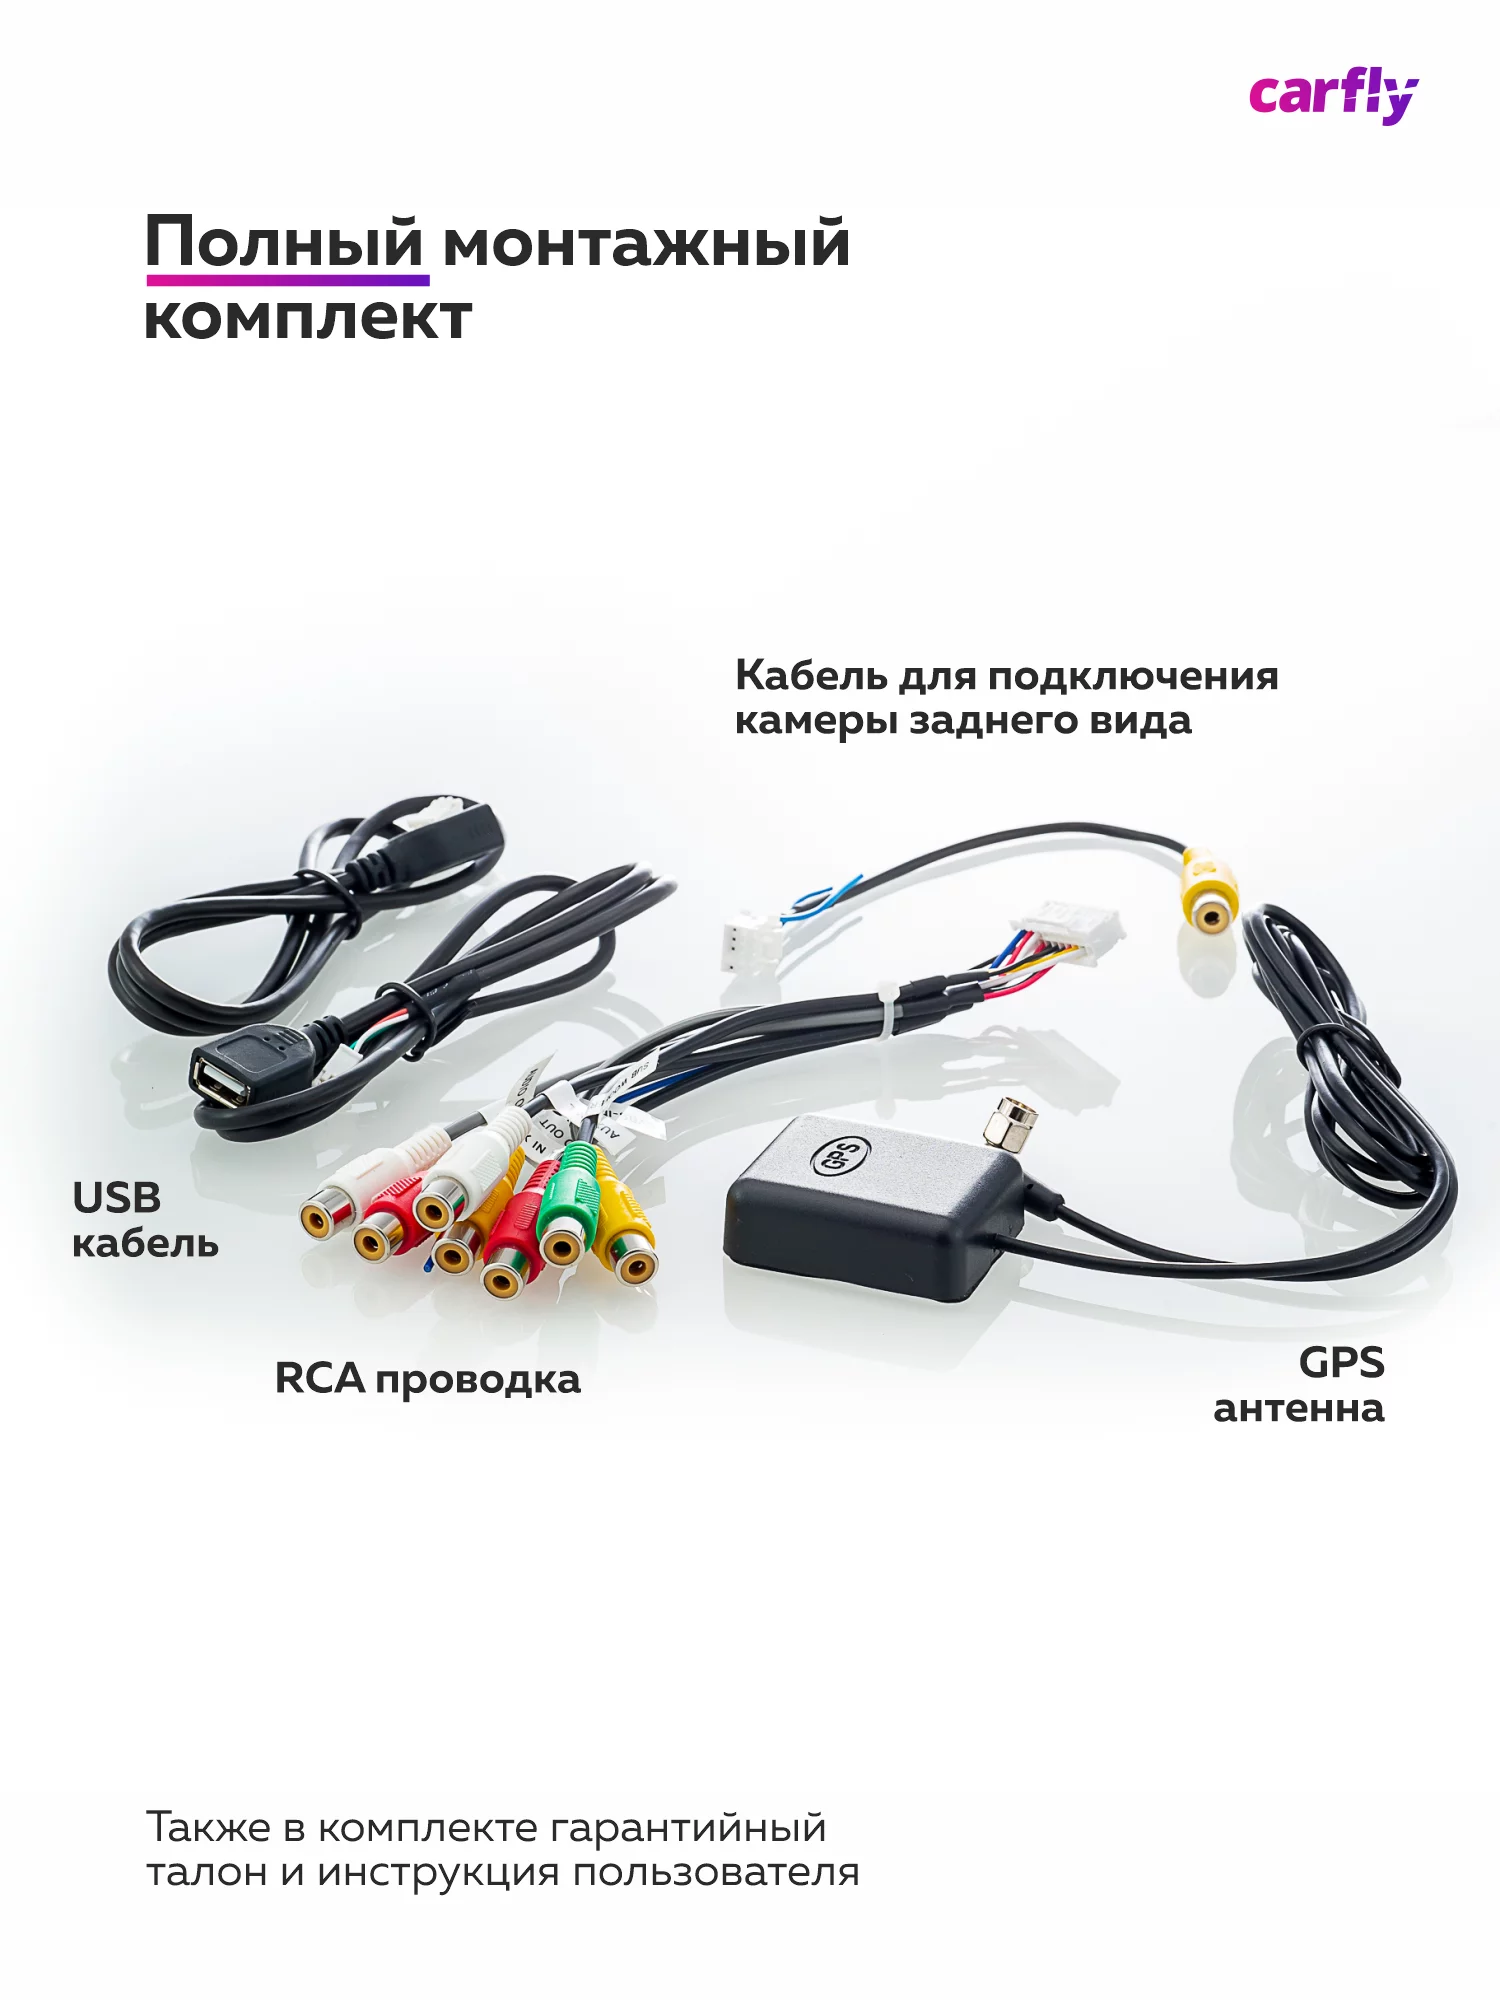 carfly
Полный монтажный
комплект
Кабель для подключения
камеры заднего вида
USB
кабель
RCA проводка
GPS
GPS
антенна
Также в комплекте гарантийный
талон и инструкция пользователя